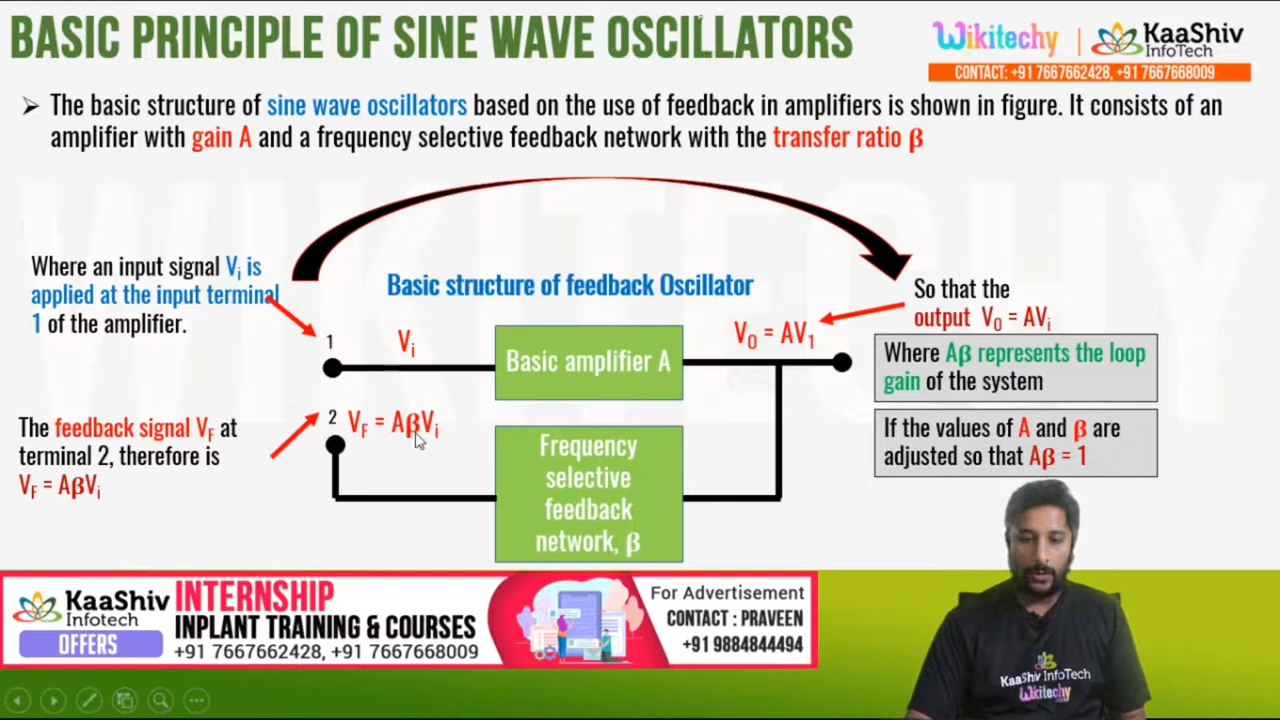 BASIC PRINCIPLE OF SINE WAVE OSCILLATORS
Wikitechy | KaaShiv
InfoTech
CONTACT: +91 7667662428, +91 7667668009
➢ The basic structure of sine wave oscillators based on the use of feedback in amplifiers is shown in figure. It consists of an
amplifier with gain A and a frequency selective feedback network with the transfer ratio β
WIKITECHY
Where an input signal Vi is
applied at the input terminal
1 of the amplifier.
Basic structure of feedback Oscillator
So that the
output V0 = AVi
1
Vi
Basic amplifier A
V0 = AV1
Where Aβ represents the loop
gain of the system
2 VF = AβVi
The feedback signal VF at
terminal 2, therefore is
VF = AβVi
Frequency
selective
feedback
network, β
If the values of A and β are
adjusted so that Aβ = 1
KaaShiv
Infotech
OFFERS
INTERNSHIP
INPLANT TRAINING & COURSES
+91 7667662428, +91 7667668009
For Advertisement
CONTACT : PRAVEEN
+91 9884844494
KaaShiv InfoTech
Wikitechy